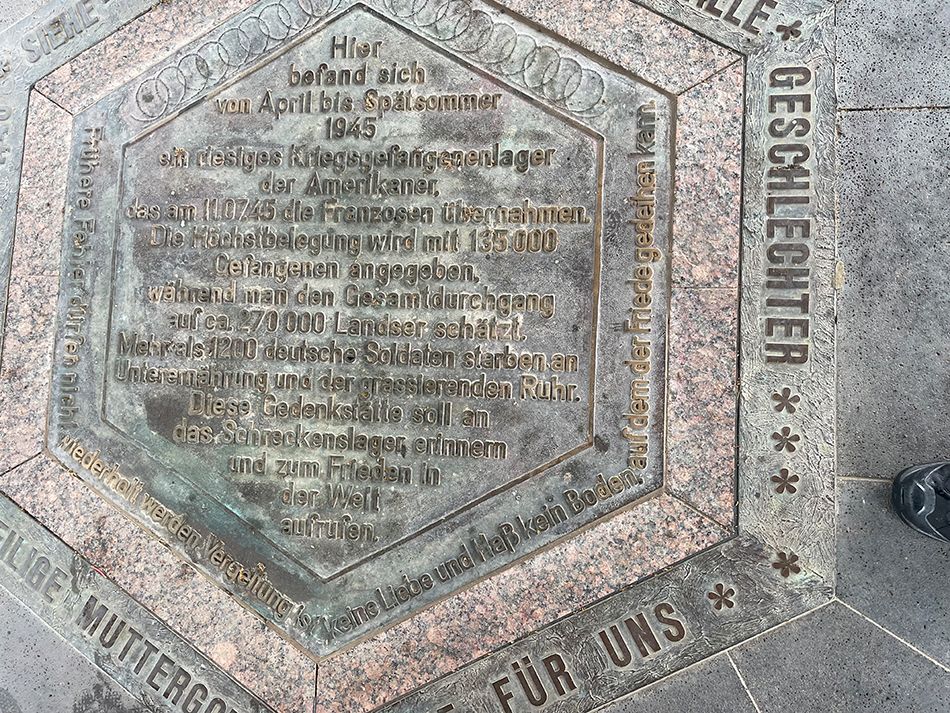 Hier
befand sich
von April bis Spätsommer
1945
ein riesiges Kriegsgefangenenlager
der Amerikaner,
das am 11.07.45 die Franzosen übernahmen.
Die Höchstbelegung wird mit 135 000
Gefangenen angegeben,
während man den Gesamtdurchgang
auf ca. 270 000 Landser schätzt.
Mehr als 1200 deutsche Soldaten starben an
Unterernährung und der grassierenden Ruhr.
Diese Gedenkstätte soll an
das Schreckenslager, erinnern
und zum Frieden in
der Welt
aufrufen.
Frühere Fehler dürfen nicht
wiederholt werden. Vergeltung
ist keine Liebe und Haß kein Boden,
auf dem der Friede gedeihen kann.
SIEHE
GESCHLECHTER
FÜR UNS
MUTTERGO